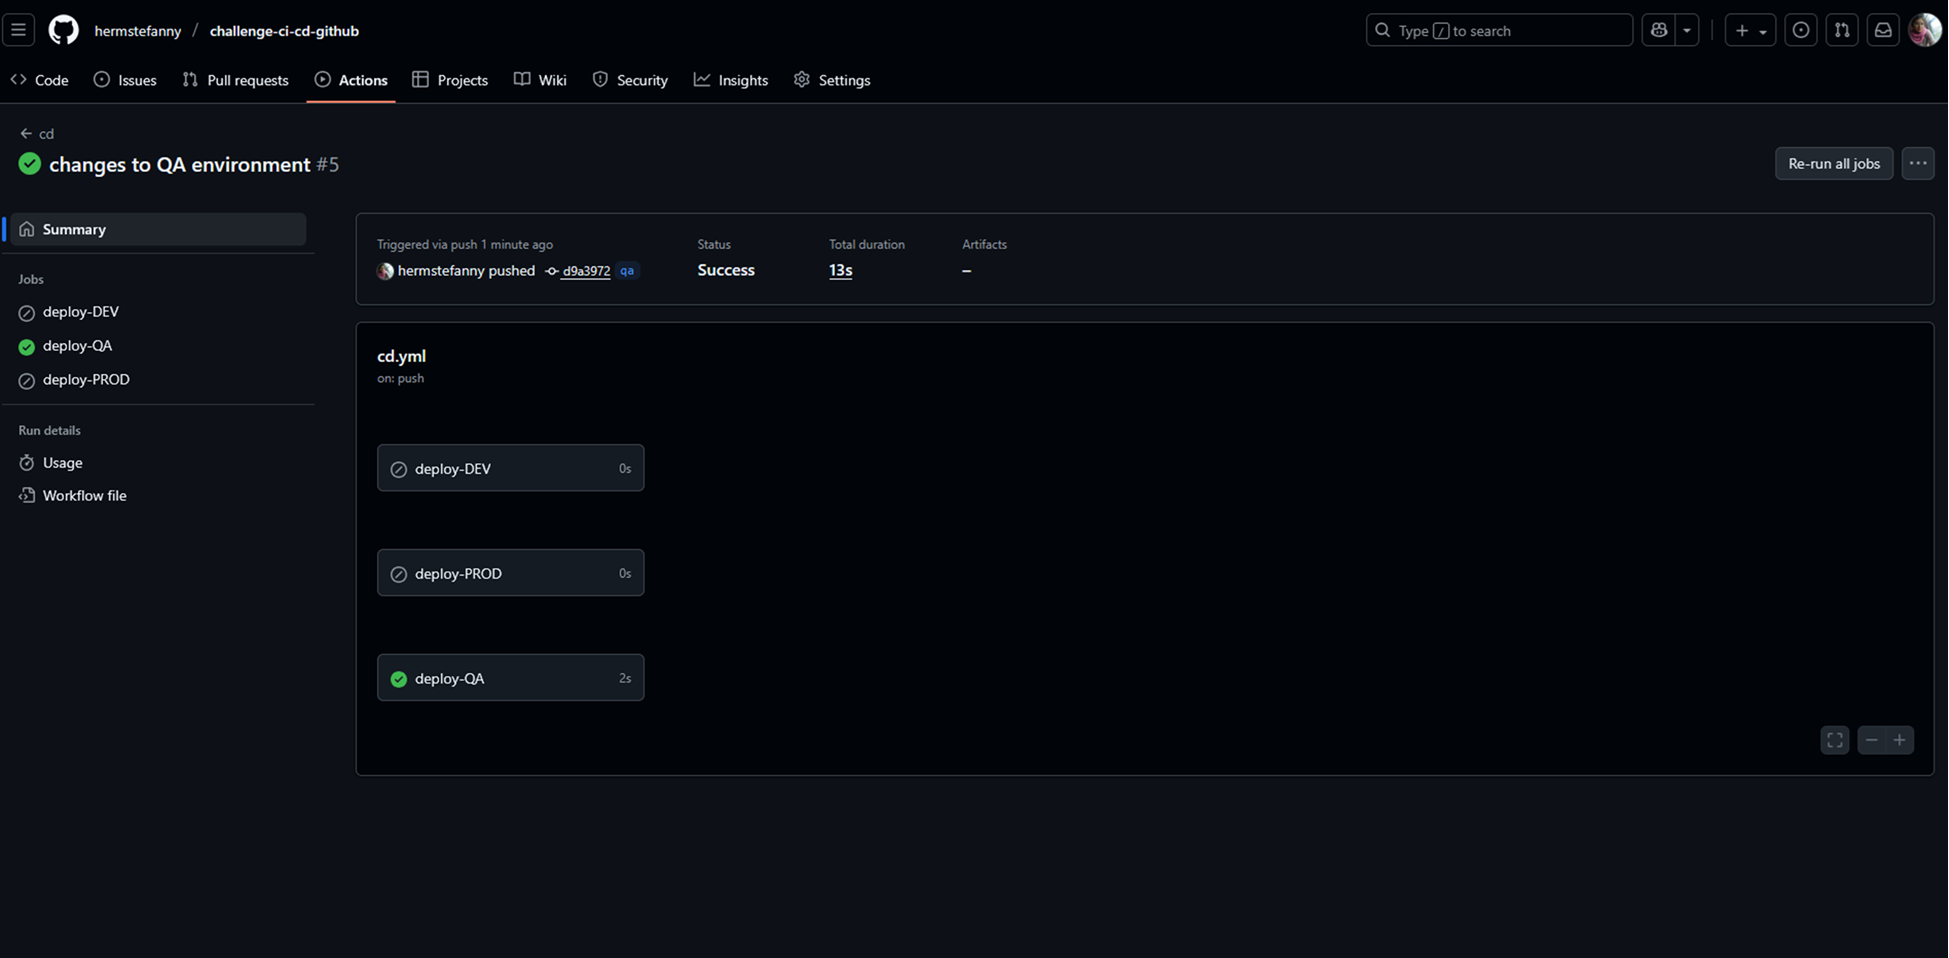 hermstefanny / challenge-ci-cd-github
Type / to search
Code Issues Pull requests Actions Projects Wiki Security Insights Settings
cd
changes to QA environment #5
Re-run all jobs
Summary
Jobs
deploy-DEV
deploy-QA
deploy-PROD
Run details
Usage
Workflow file
Triggered via push 1 minute ago
hermstefanny pushed d9a3972 qa
Status
Success
Total duration
13s
Artifacts
–
cd.yml
on: push
deploy-DEV 0s
deploy-PROD 0s
deploy-QA 2s